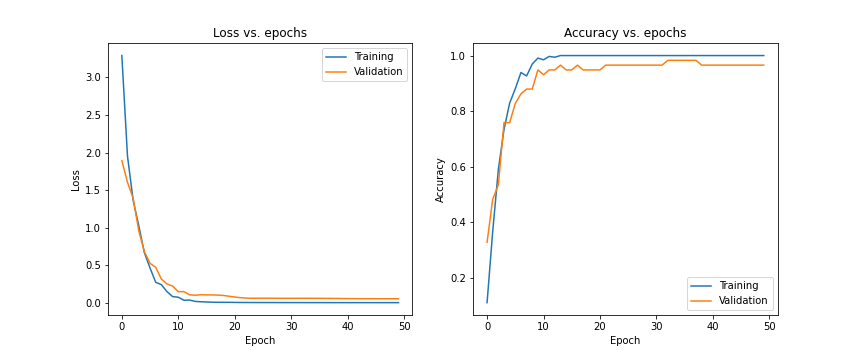 Loss vs. epochs
Training
Validation
3.0
2.5
2.0
1.5
1.0
0.5
0.0
Loss
0 10 20 30 40 50
Epoch
Accuracy vs. epochs
1.0
0.8
0.6
0.4
0.2
Accuracy
Training
Validation
0 10 20 30 40 50
Epoch